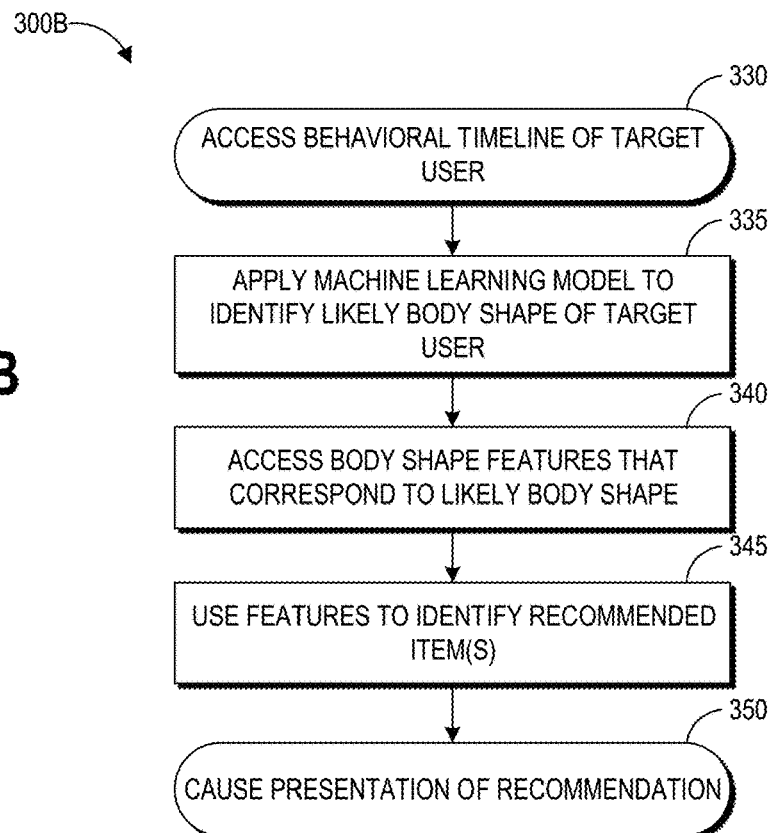 300B
330
ACCESS BEHAVIORAL TIMELINE OF TARGET
USER
335
APPLY MACHINE LEARNING MODEL TO
IDENTIFY LIKELY BODY SHAPE OF TARGET
USER
B
340
ACCESS BODY SHAPE FEATURES THAT
CORRESPOND TO LIKELY BODY SHAPE
345
USE FEATURES TO IDENTIFY RECOMMENDED
ITEM(S)
350
CAUSE PRESENTATION OF RECOMMENDATION